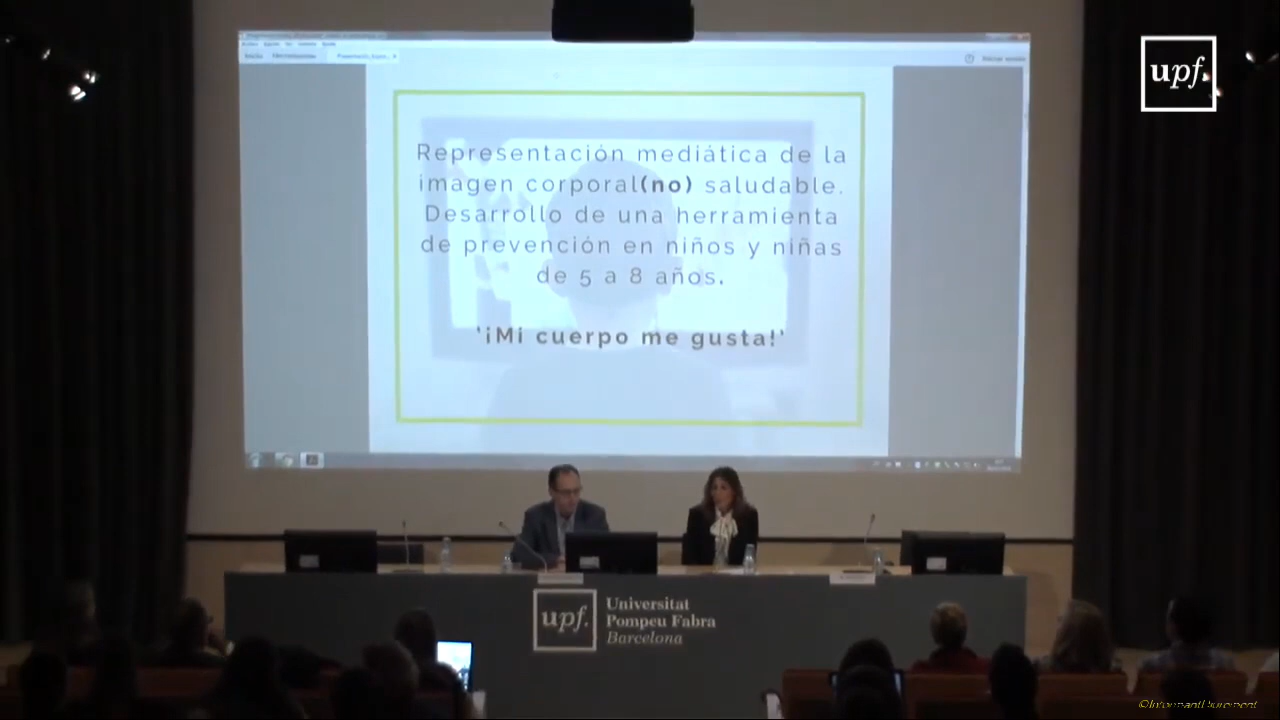 upf.
Representación mediática de la
imagen corporal(no) saludable.
Desarrollo de una herramienta
de prevención en niños y niñas
de 5 a 8 años.
'¡Mi cuerpo me gusta!'
upf.
Universitat
Pompeu Fabra
Barcelona